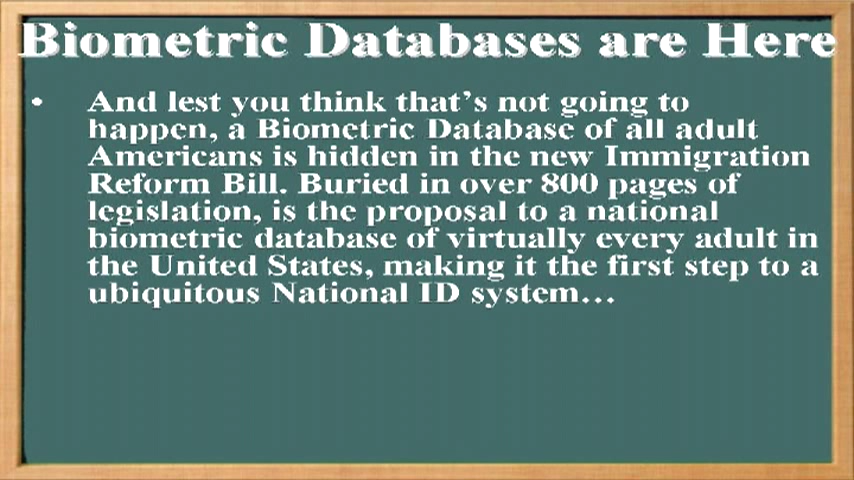 Biometric Databases are Here
• And lest you think that's not going to
happen, a Biometric Database of all adult
Americans is hidden in the new Immigration
Reform Bill. Buried in over 800 pages of
legislation, is the proposal to a national
biometric database of virtually every adult in
the United States, making it the first step to a
ubiquitous National ID system...